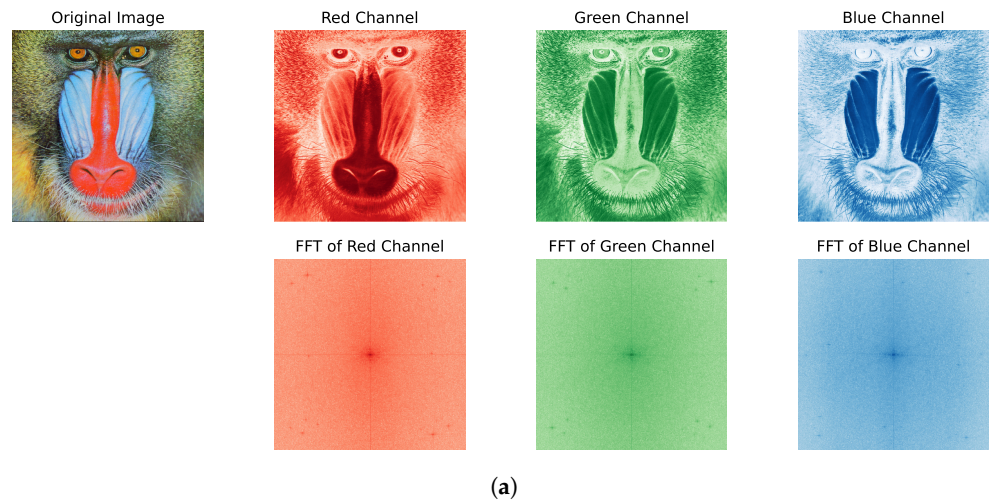 Original Image
Red Channel
Green Channel
Blue Channel
FFT of Red Channel
FFT of Green Channel
FFT of Blue Channel
(a)